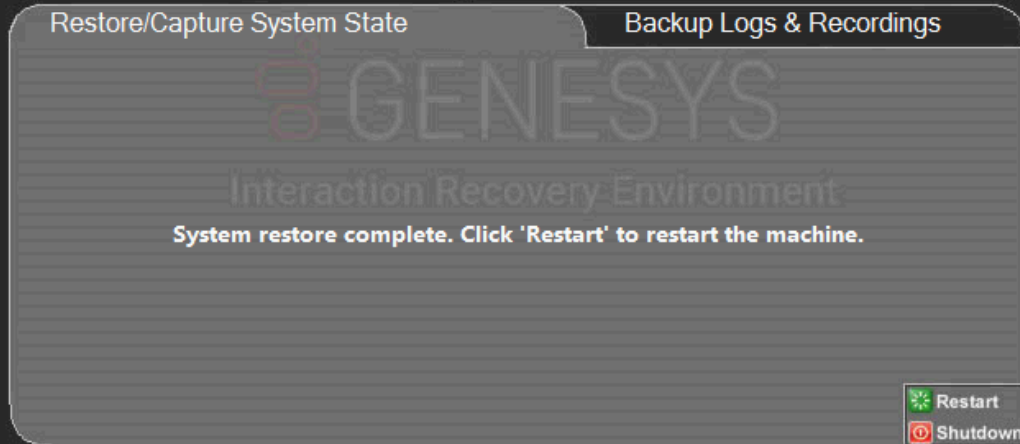 Restore/Capture System State
Backup Logs & Recordings
GENESYS
Interaction Recovery Environment
System restore complete. Click 'Restart' to restart the machine.
Restart
Shutdown